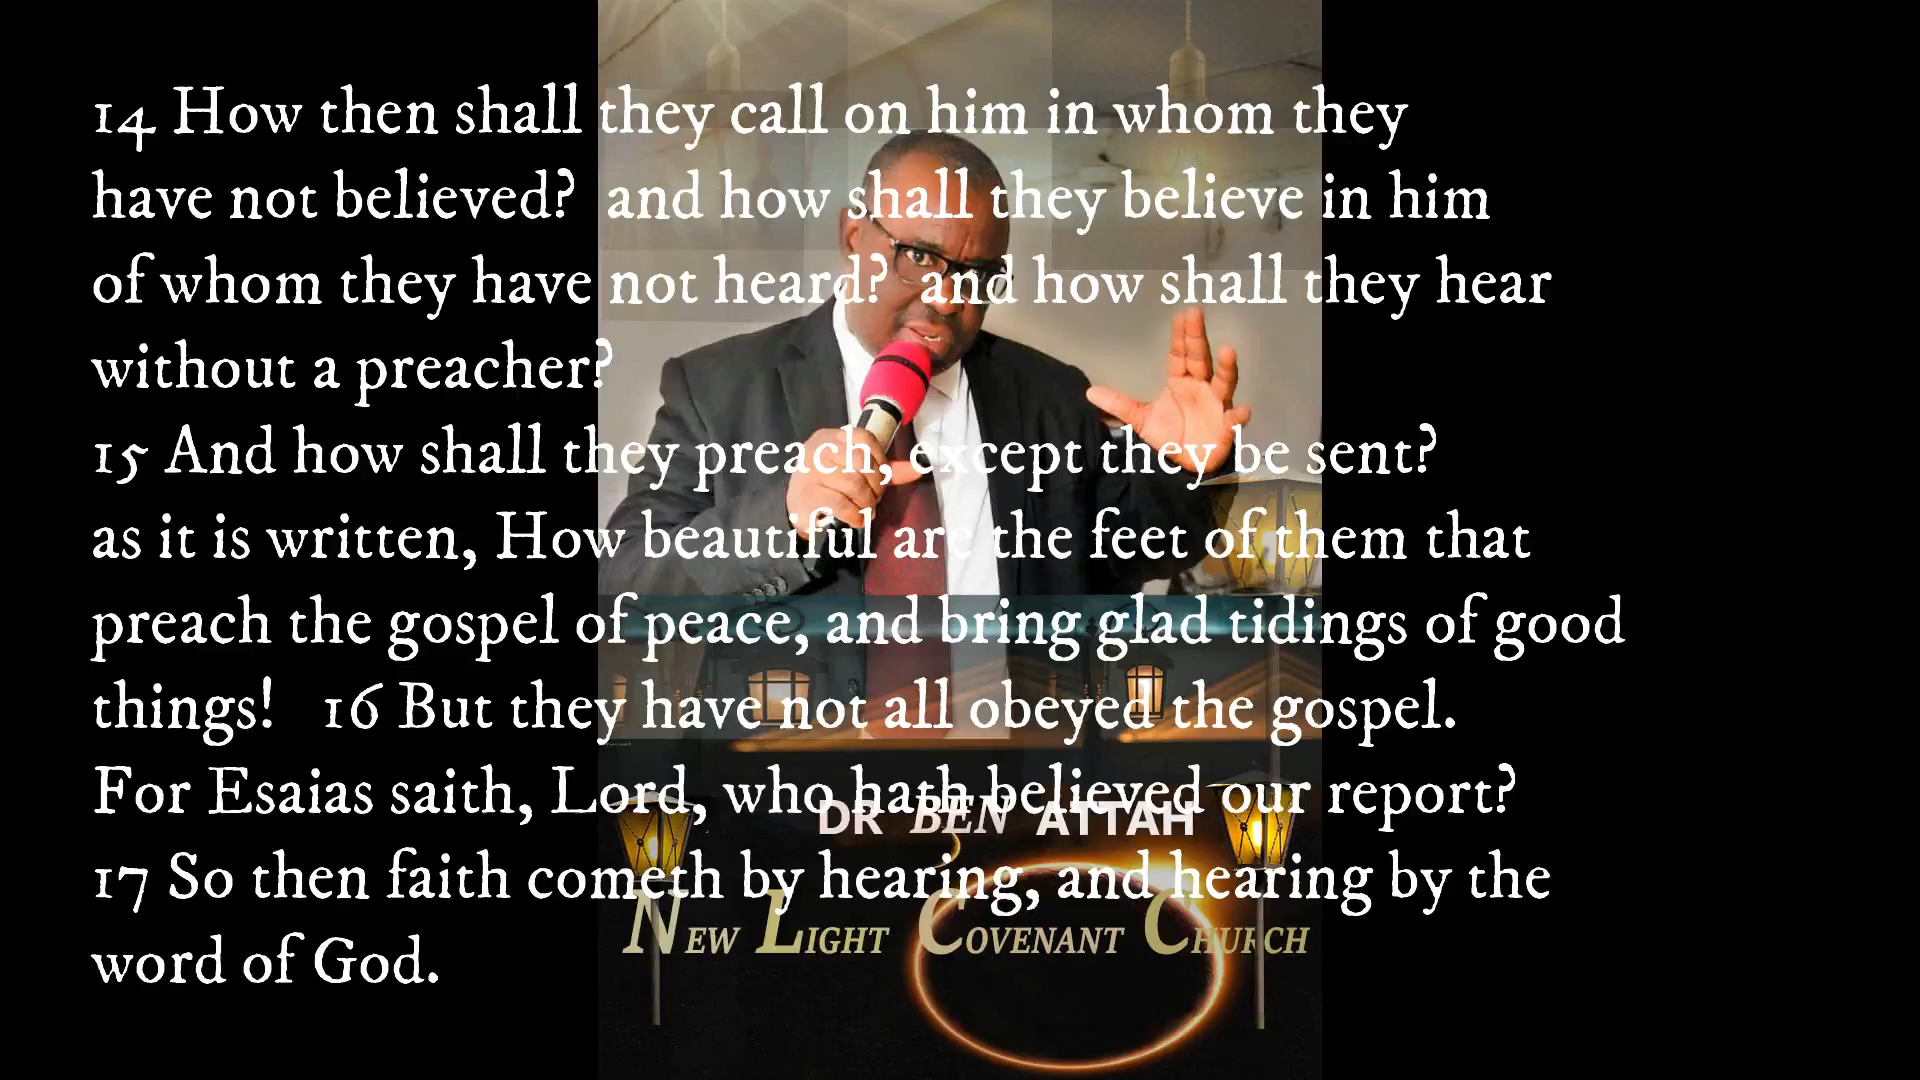 14 How then shall they call on him in whom they
have not believed? and how shall they believe in him
of whom they have not heard? and how shall they hear
without a preacher?
15 And how shall they preach, except they be sent?
as it is written, How beautiful are the feet of them that
preach the gospel of peace, and bring glad tidings of good
things! 16 But they have not all obeyed the gospel.
For Esaias saith, Lord, who hath believed our report?
DR BEN ATTAH
17 So then faith cometh by hearing, and hearing by the
NEW LIGHT COVENANT CHURCH
word of God.